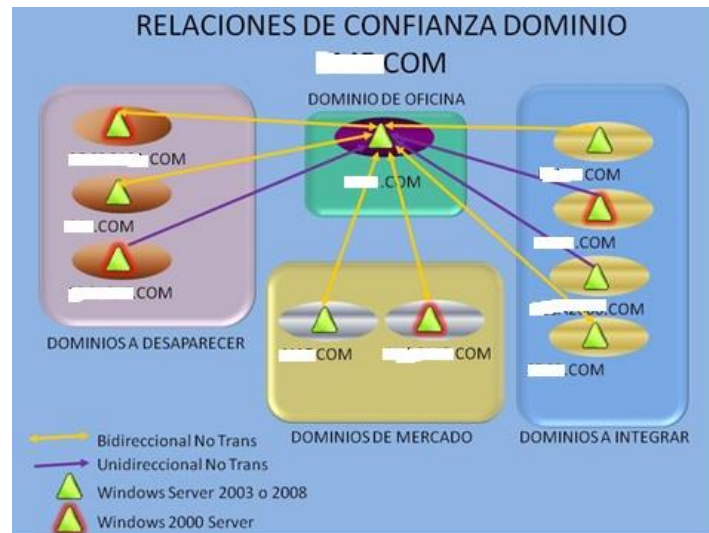 RELACIONES DE CONFIANZA DOMINIO
.COM
DOMINIO DE OFICINA
.COM
.COM
.COM
.COM
DOMINIOS A DESAPARECER
.COM
.COM
DOMINIOS DE MERCADO
.COM
.COM
.COM
.COM
DOMINIOS A INTEGRAR
Bidireccional No Trans
Unidireccional No Trans
Windows Server 2003 o 2008
Windows 2000 Server